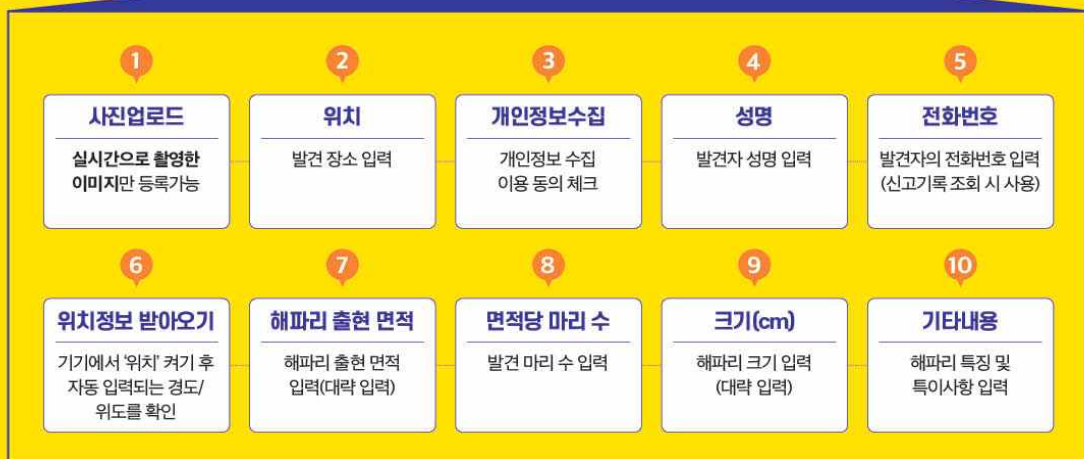 1
사진업로드
실시간으로 촬영한
이미지만 등록가능
2
위치
발견 장소 입력
3
개인정보수집
개인정보 수집
이용 동의 체크
4
성명
발견자 성명 입력
5
전화번호
발견자의 전화번호 입력
(신고기록 조회 시 사용)
6
위치정보 받아오기
기기에서 '위치' 켜기 후
자동 입력되는 경도/
위도를 확인
7
해파리 출현 면적
해파리 출현 면적
입력(대략 입력)
8
면적당 마리 수
발견 마리 수 입력
9
크기(cm)
해파리 크기 입력
(대략 입력)
10
기타내용
해파리 특징 및
특이사항 입력